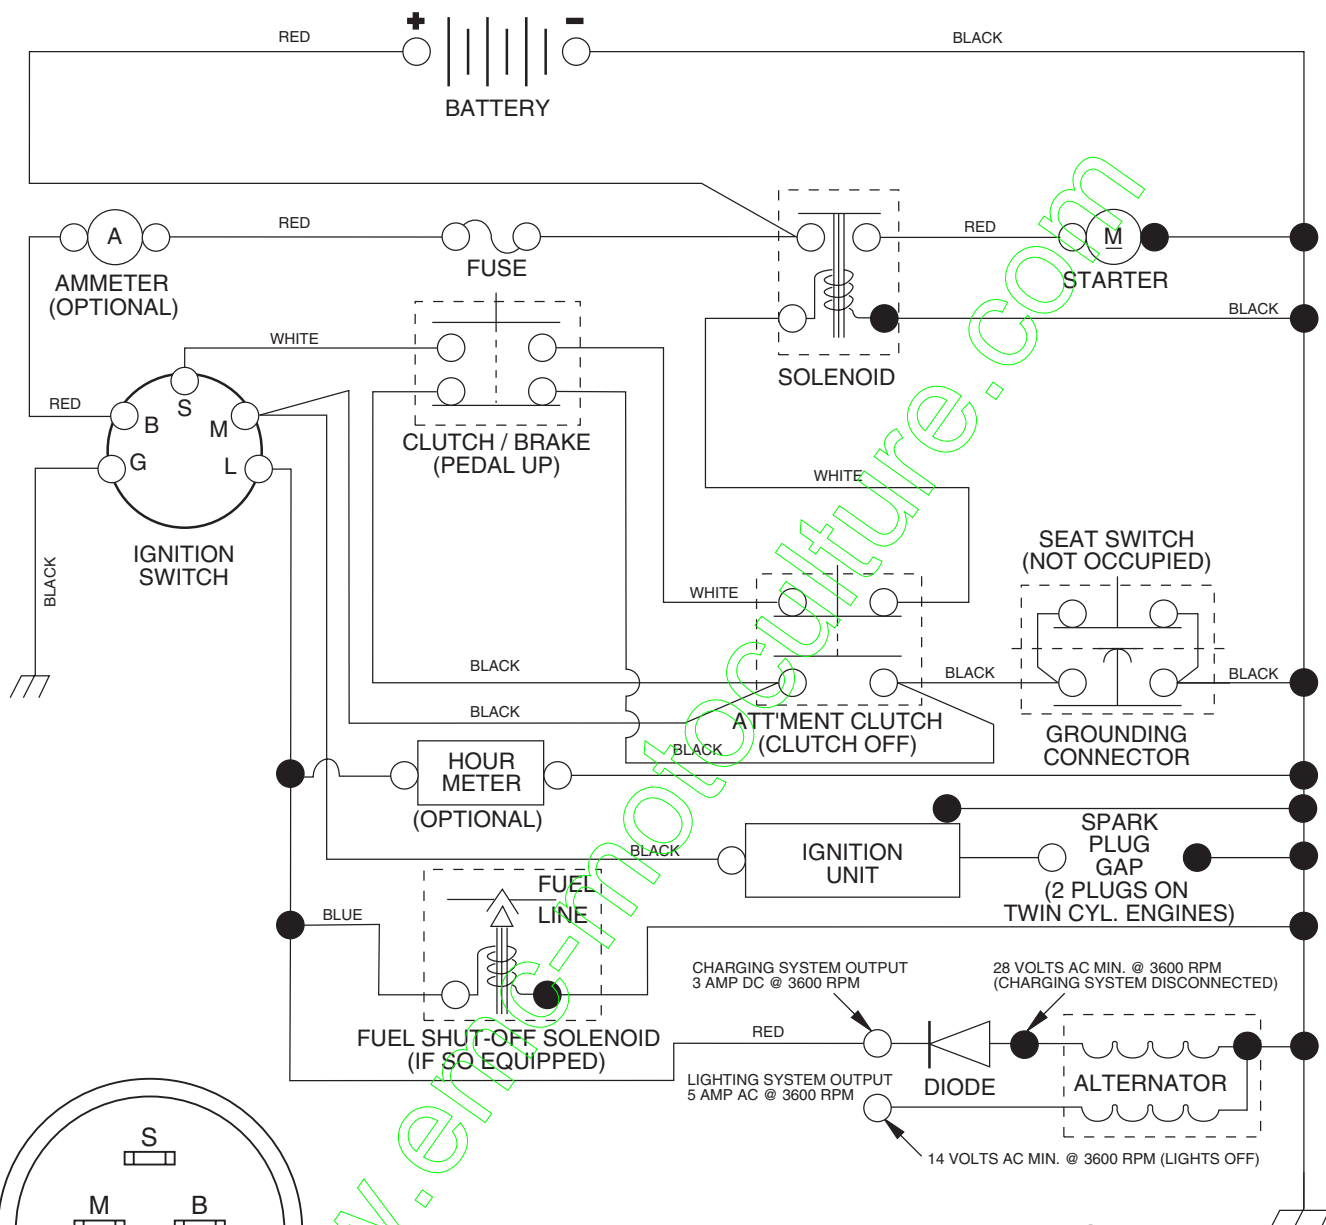 + −
RED
BLACK
BATTERY
RED
A
FUSE
RED
M
STARTER
AMMETER
(OPTIONAL)
BLACK
WHITE
SOLENOID
RED
S
B
M
G
L
CLUTCH / BRAKE
(PEDAL UP)
WHITE
IGNITION
SWITCH
BLACK
SEAT SWITCH
(NOT OCCUPIED)
WHITE
BLACK
BLACK
BLACK
BLACK
ATT'MENT CLUTCH
(CLUTCH OFF)
BLACK
GROUNDING
CONNECTOR
HOUR
METER
(OPTIONAL)
BLACK
IGNITION
UNIT
SPARK
PLUG
GAP
(2 PLUGS ON
TWIN CYL. ENGINES)
FUEL
LINE
BLUE
FUEL SHUT-OFF SOLENOID
(IF SO EQUIPPED)
CHARGING SYSTEM OUTPUT
3 AMP DC @ 3600 RPM
28 VOLTS AC MIN. @ 3600 RPM
(CHARGING SYSTEM DISCONNECTED)
RED
LIGHTING SYSTEM OUTPUT
5 AMP AC @ 3600 RPM
DIODE
ALTERNATOR
14 VOLTS AC MIN. @ 3600 RPM (LIGHTS OFF)
S
M
B
w.emc-motoculture.com